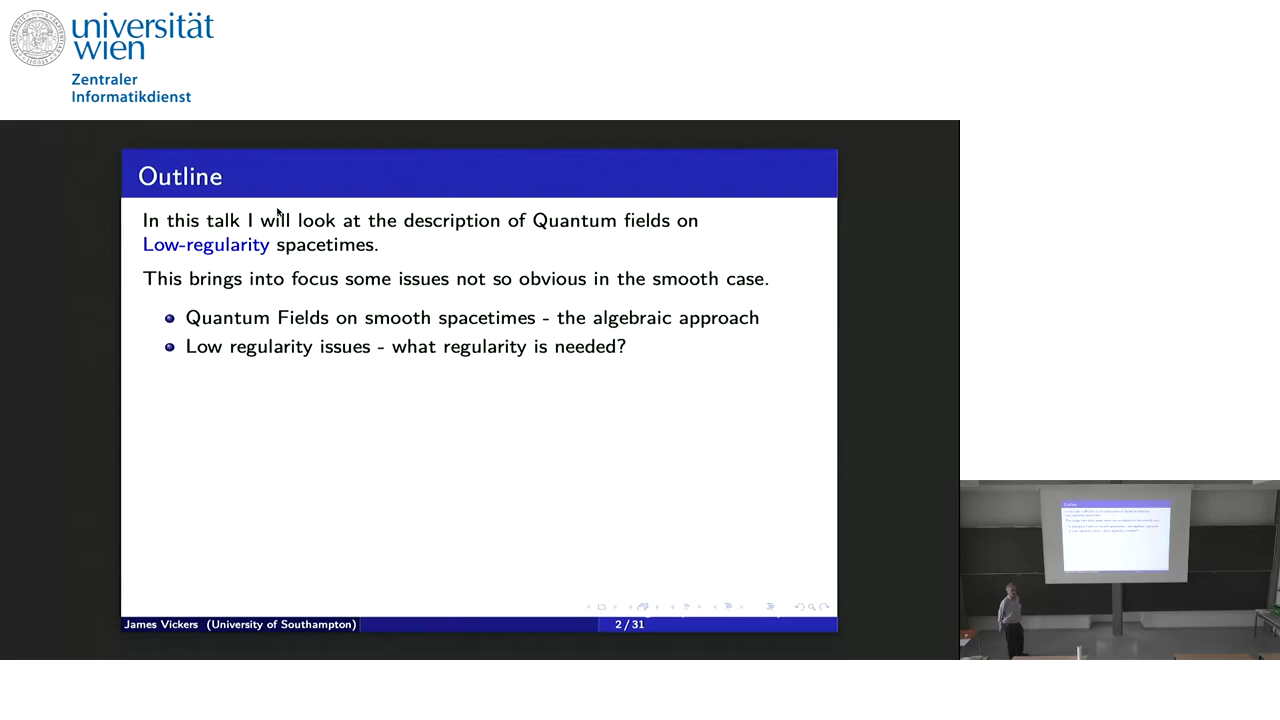 universität
wien
Zentraler
Informatikdienst
Outline
In this talk I will look at the description of Quantum fields on
Low-regularity spacetimes.
This brings into focus some issues not so obvious in the smooth case.
Quantum Fields on smooth spacetimes - the algebraic approach
Low regularity issues - what regularity is needed?
James Vickers (University of Southampton)
2 / 31
Outline